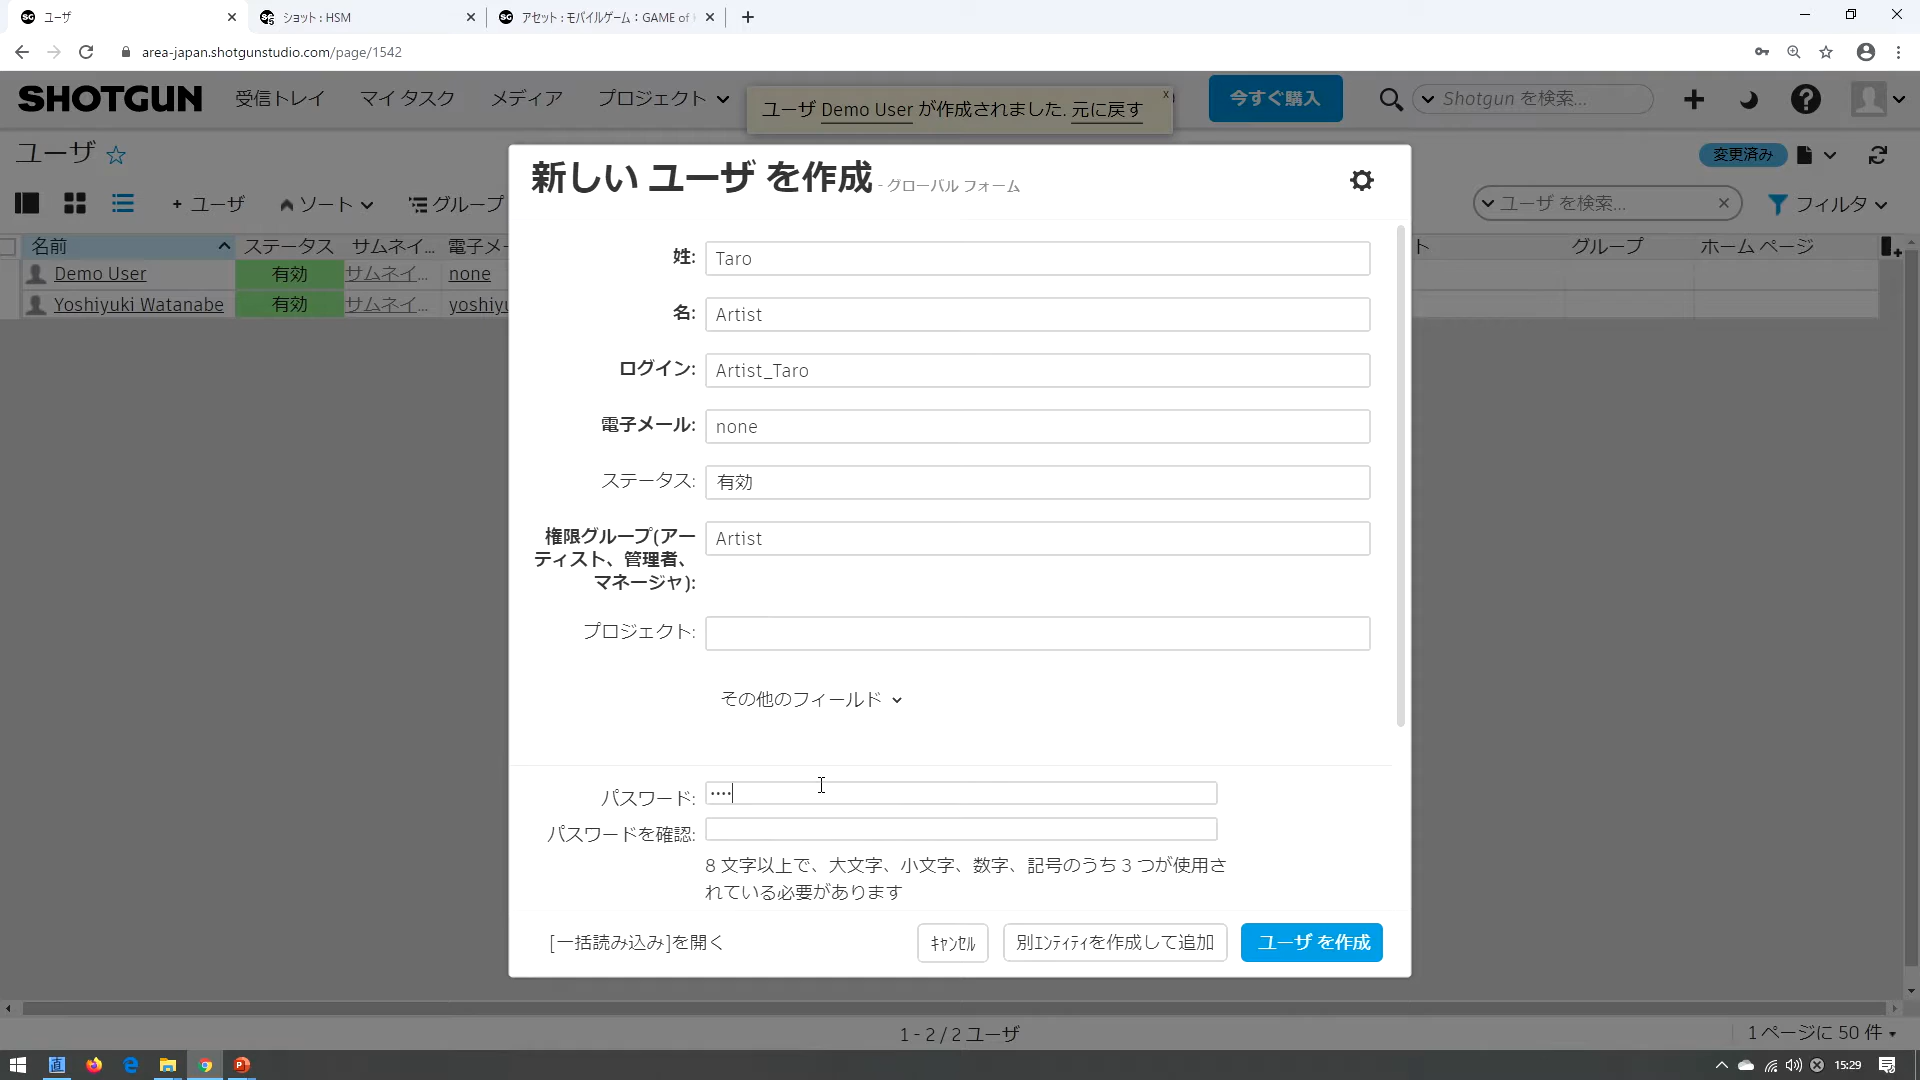 ユーザ
ショット : HSM
アセット : モバイルゲーム：GAME of
area-japan.shotgunstudio.com/page/1542
SHOTGUN
受信トレイ
マイ タスク
メディア
プロジェクト
ユーザ Demo User が作成されました. 元に戻す
x
今すぐ購入
Shotgun を検索...
ユーザ
変更済み
+ ユーザ
ソート
グループ
ユーザ を検索...
フィルタ
名前
ステータス
サムネイ...
電子メー
ト
グループ
ホーム ページ
Demo User
有効
サムネイ...
none
Yoshiyuki Watanabe
有効
サムネイ...
yoshiyu
新しい ユーザ を作成 - グローバル フォーム
姓:
Taro
名:
Artist
ログイン:
Artist_Taro
電子メール:
none
ステータス:
有効
権限グループ(アー
ティスト、管理者、
マネージャ):
Artist
プロジェクト:
その他のフィールド
パスワード:
••••
パスワードを確認:
8 文字以上で、大文字、小文字、数字、記号のうち 3 つが使用さ
れている必要があります
[一括読み込み]を開く
ｷｬﾝｾﾙ
別ｴﾝﾃｨﾃｨを作成して追加
ユーザ を作成
1 - 2 / 2 ユーザ
1 ページに 50 件
15:29